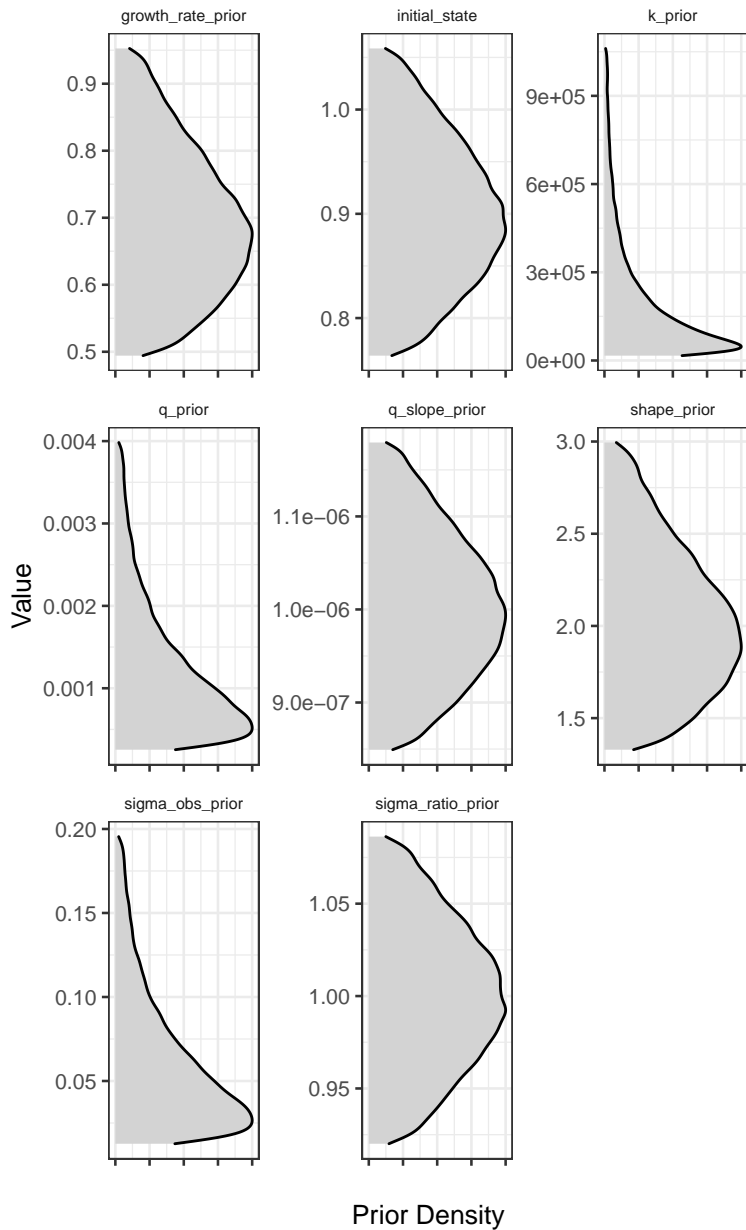 growth_rate_prior
initial_state
k_prior
0.9
0.8
0.7
0.6
0.5
1.0
0.9
0.8
9e+05
6e+05
3e+05
0e+00
q_prior
q_slope_prior
shape_prior
0.004
0.003
0.002
0.001
1.1e−06
1.0e−06
9.0e−07
3.0
2.5
2.0
1.5
Value
sigma_obs_prior
sigma_ratio_prior
0.20
0.15
0.10
0.05
1.05
1.00
0.95
Prior Density